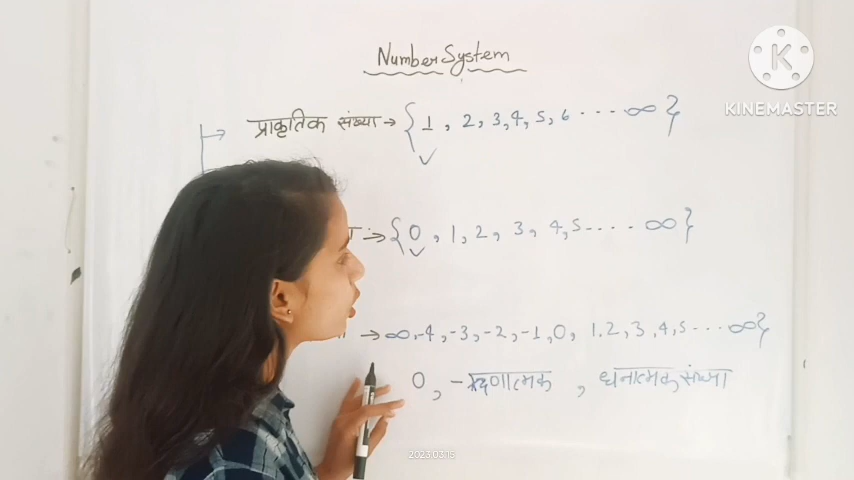 Number System
KINEMASTER
प्राकृतिक संख्या → { 1, 2, 3, 4, 5, 6 ... ∞ }
→ { 0, 1, 2, 3, 4, 5 .... ∞ }
→ ∞, -4, -3, -2, -1, 0, 1, 2, 3, 4, 5 ... ∞ }
0, - ऋणात्मक, धनात्मक संख्या
2023.03.15